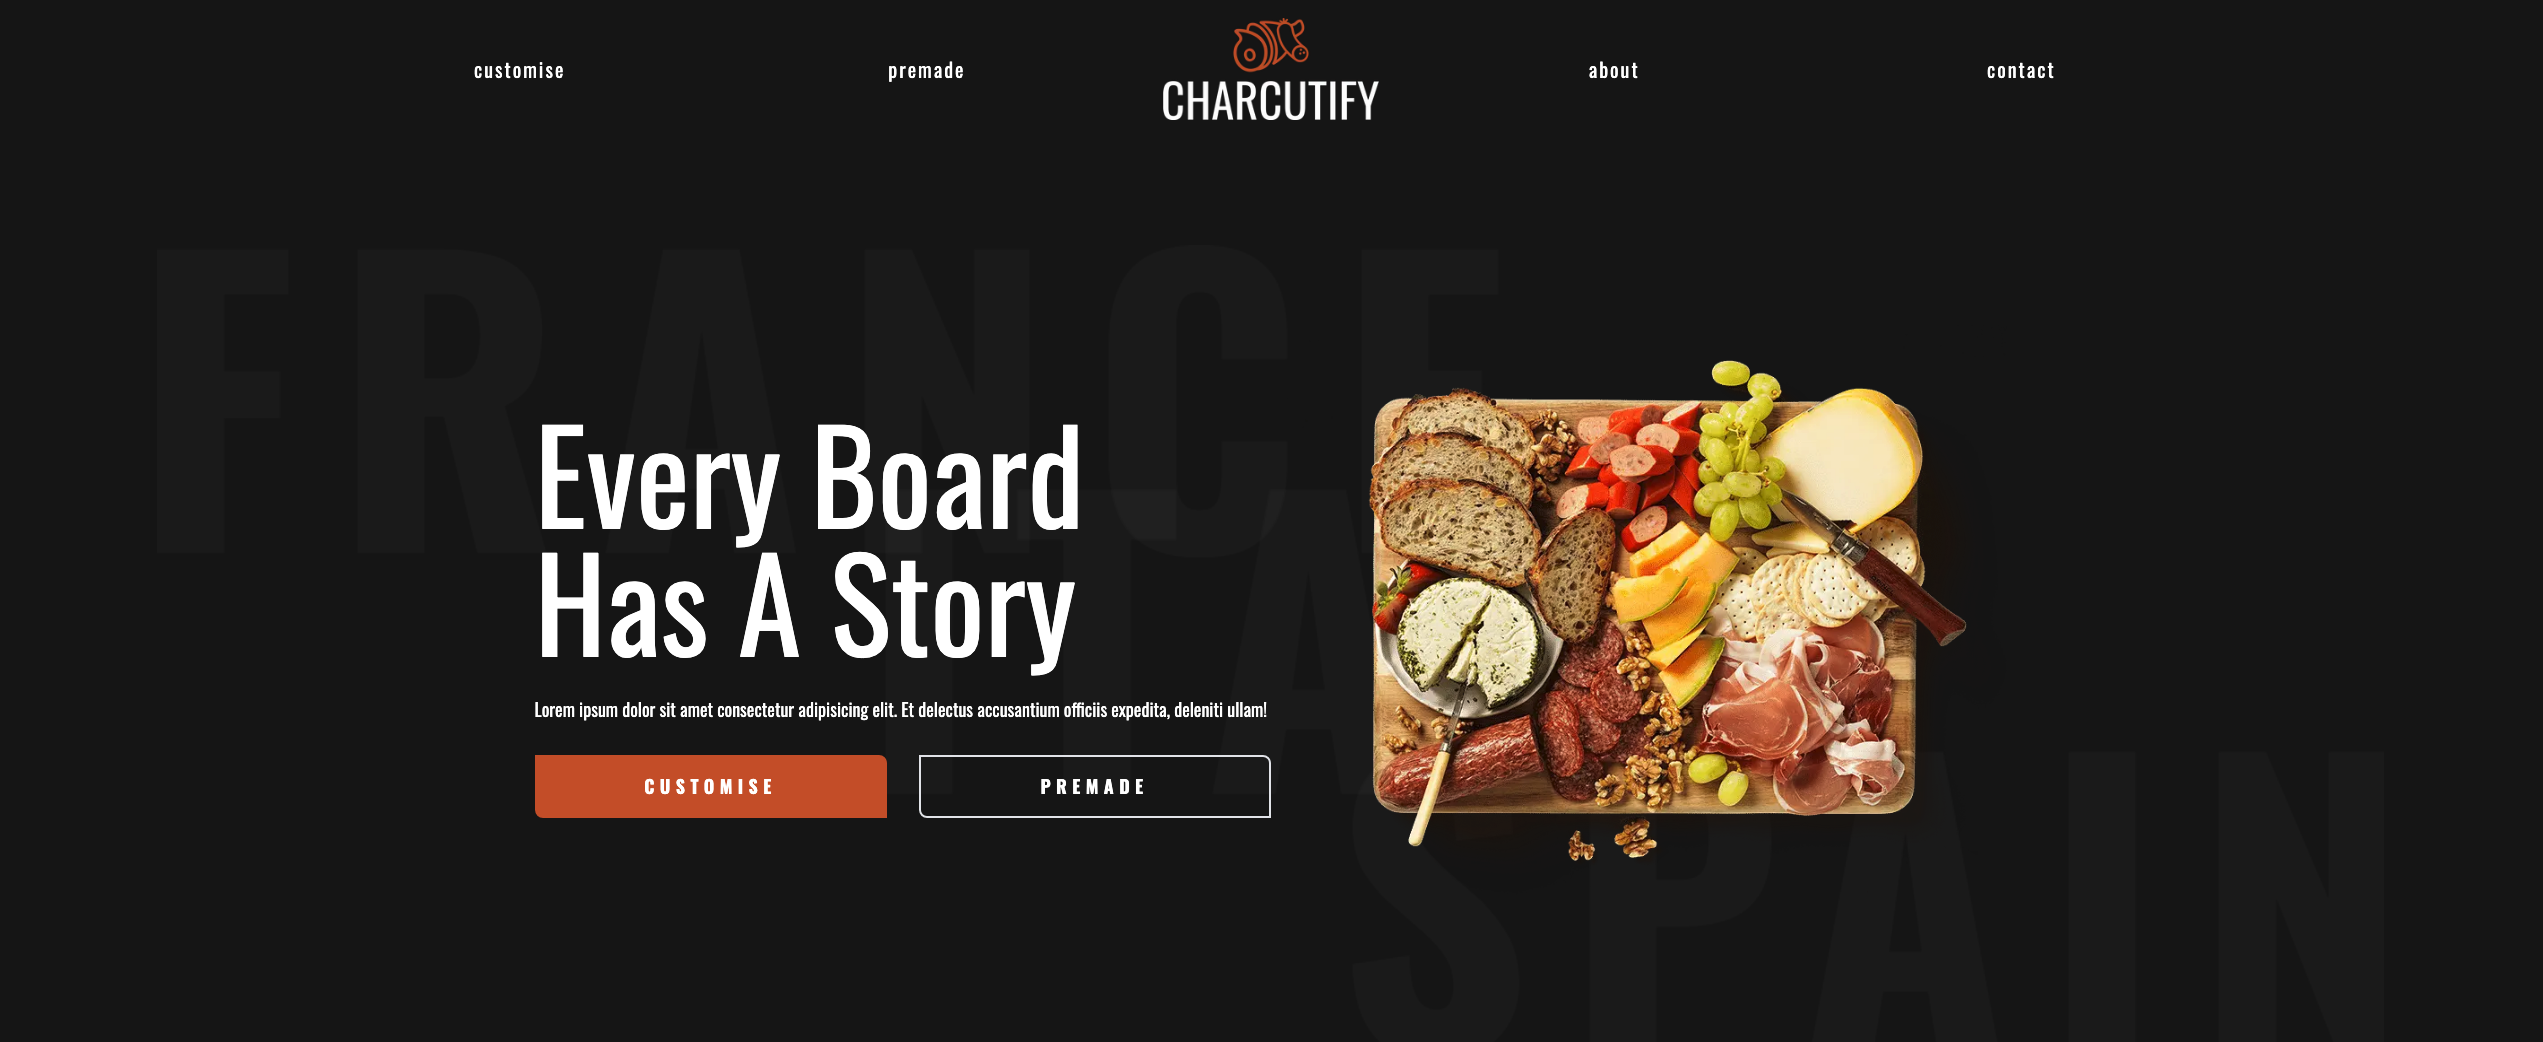 customise
premade
CHARCUTIFY
about
contact
FRANCE
Every Board
Has A Story
Lorem ipsum dolor sit amet consectetur adipisicing elit. Et delectus accusantium officiis expedita, deleniti ullam!
CUSTOMISE
PREMADE
SPAIN